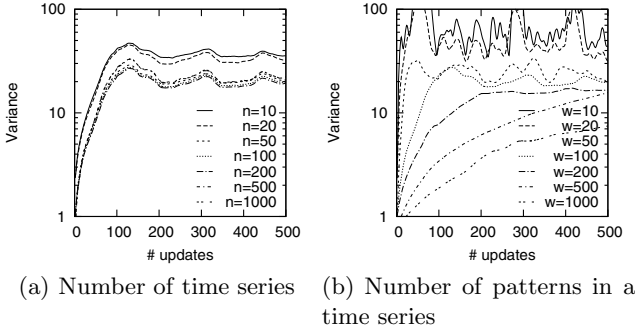 100
10
1
Variance
0 100 200 300 400 500
# updates
n=10
n=20
n=50
n=100
n=200
n=500
n=1000
(a) Number of time series
100
10
1
Variance
0 100 200 300 400 500
# updates
w=10
w=20
w=50
w=100
w=200
w=500
w=1000
(b) Number of patterns in a
time series